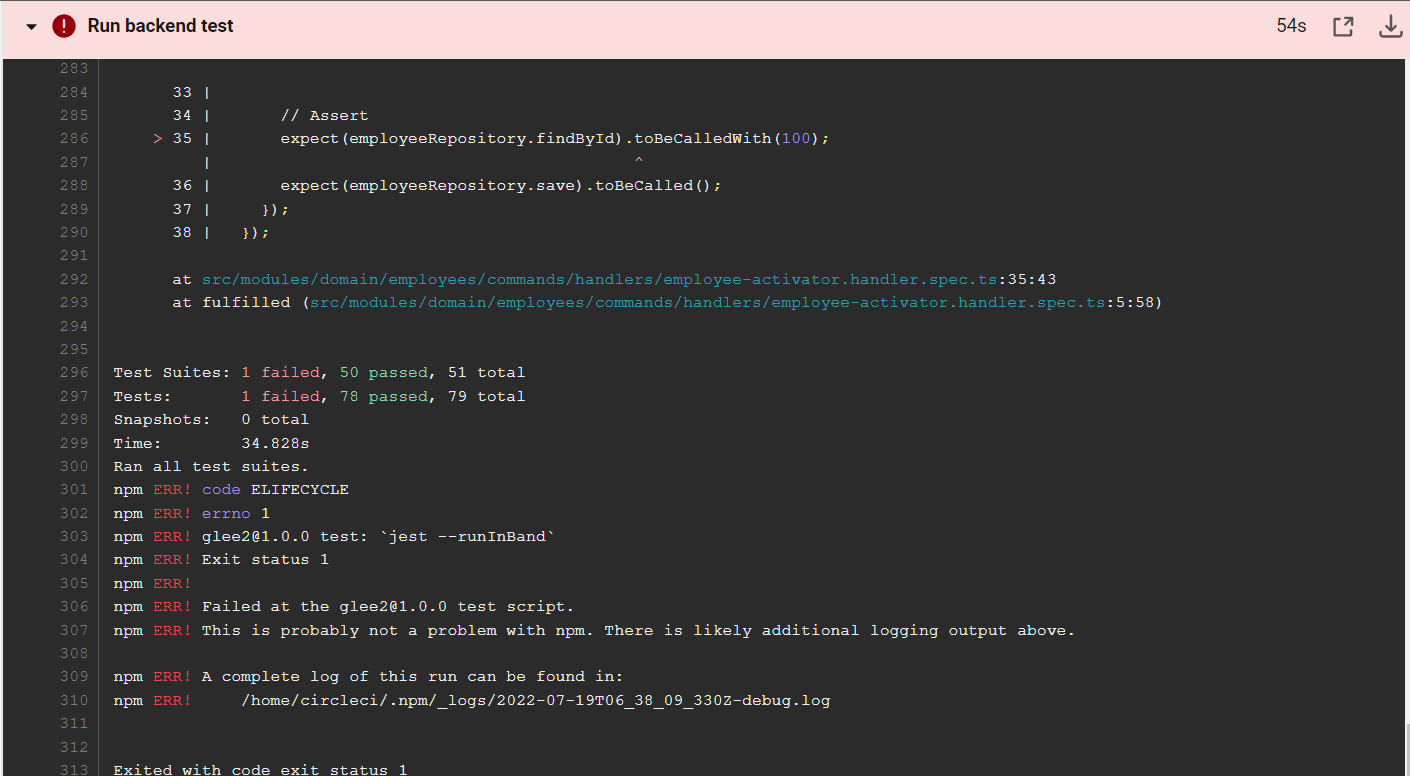 Run backend test 54s
283
284 33 |
285 34 | // Assert
286 > 35 | expect(employeeRepository.findById).toBeCalledWith(100);
287 | ^
288 36 | expect(employeeRepository.save).toBeCalled();
289 37 | });
290 38 | });
291
292 at src/modules/domain/employees/commands/handlers/employee-activator.handler.spec.ts:35:43
293 at fulfilled (src/modules/domain/employees/commands/handlers/employee-activator.handler.spec.ts:5:58)
294
295
296 Test Suites: 1 failed, 50 passed, 51 total
297 Tests: 1 failed, 78 passed, 79 total
298 Snapshots: 0 total
299 Time: 34.828s
300 Ran all test suites.
301 npm ERR! code ELIFECYCLE
302 npm ERR! errno 1
303 npm ERR! glee2@1.0.0 test: `jest --runInBand`
304 npm ERR! Exit status 1
305 npm ERR!
306 npm ERR! Failed at the glee2@1.0.0 test script.
307 npm ERR! This is probably not a problem with npm. There is likely additional logging output above.
308
309 npm ERR! A complete log of this run can be found in:
310 npm ERR! /home/circleci/.npm/_logs/2022-07-19T06_38_09_330Z-debug.log
311
312
313 Exited with code exit status 1